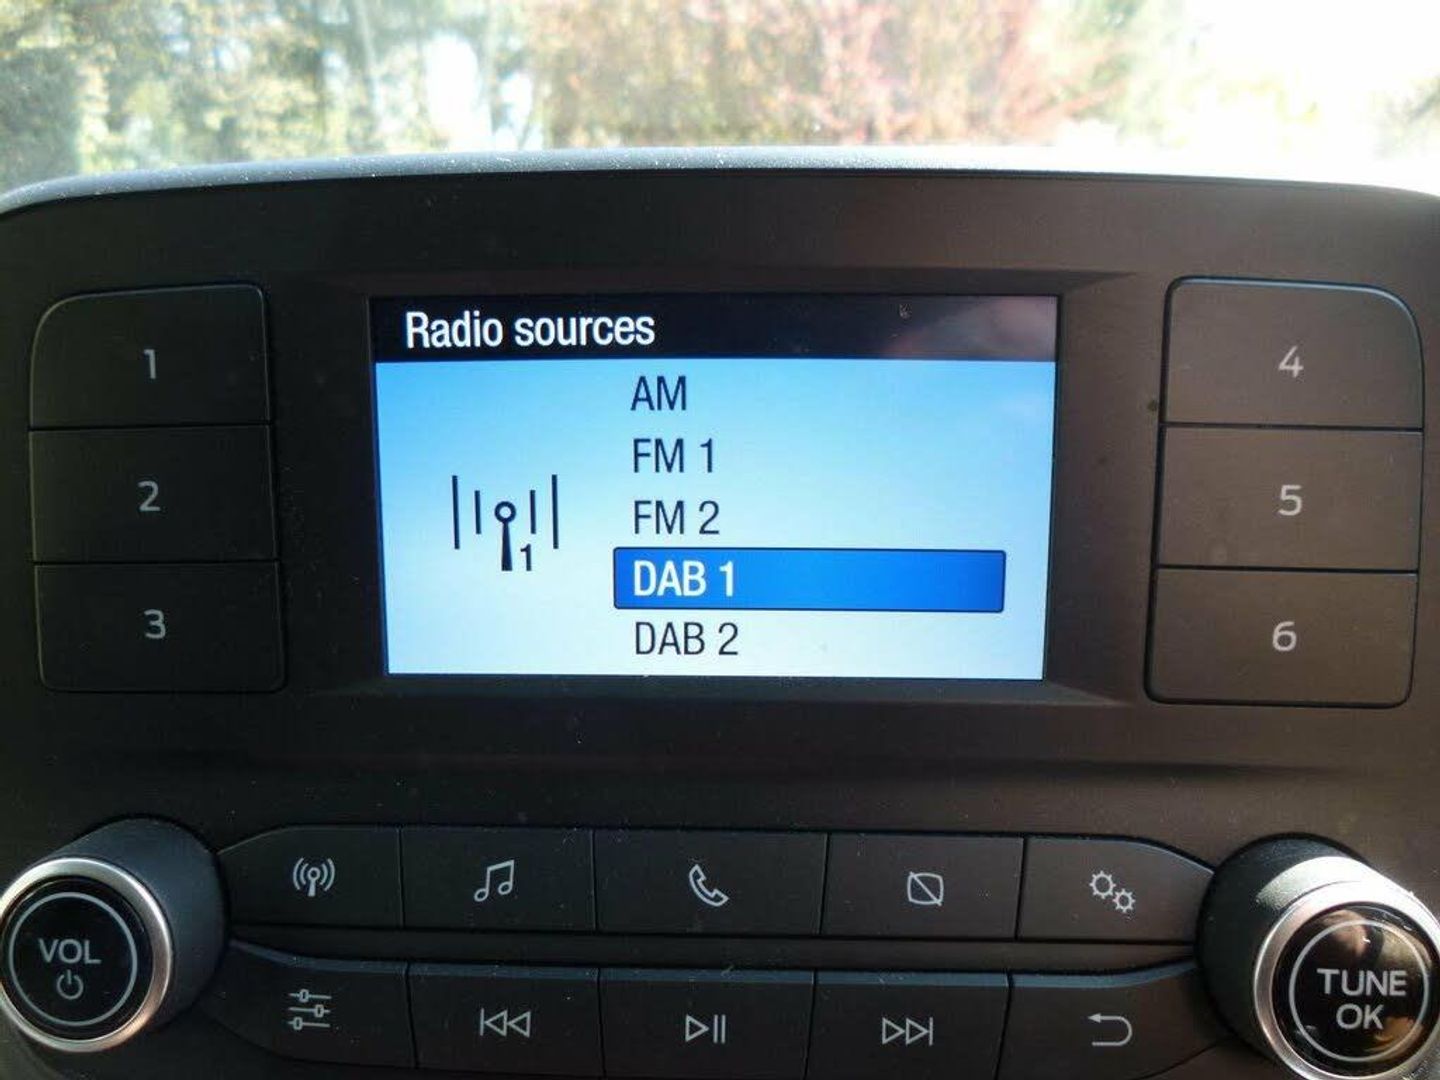 Radio sources
AM
FM 1
FM 2
DAB 1
DAB 2
1
1
2
3
4
5
6
VOL
TUNE
OK